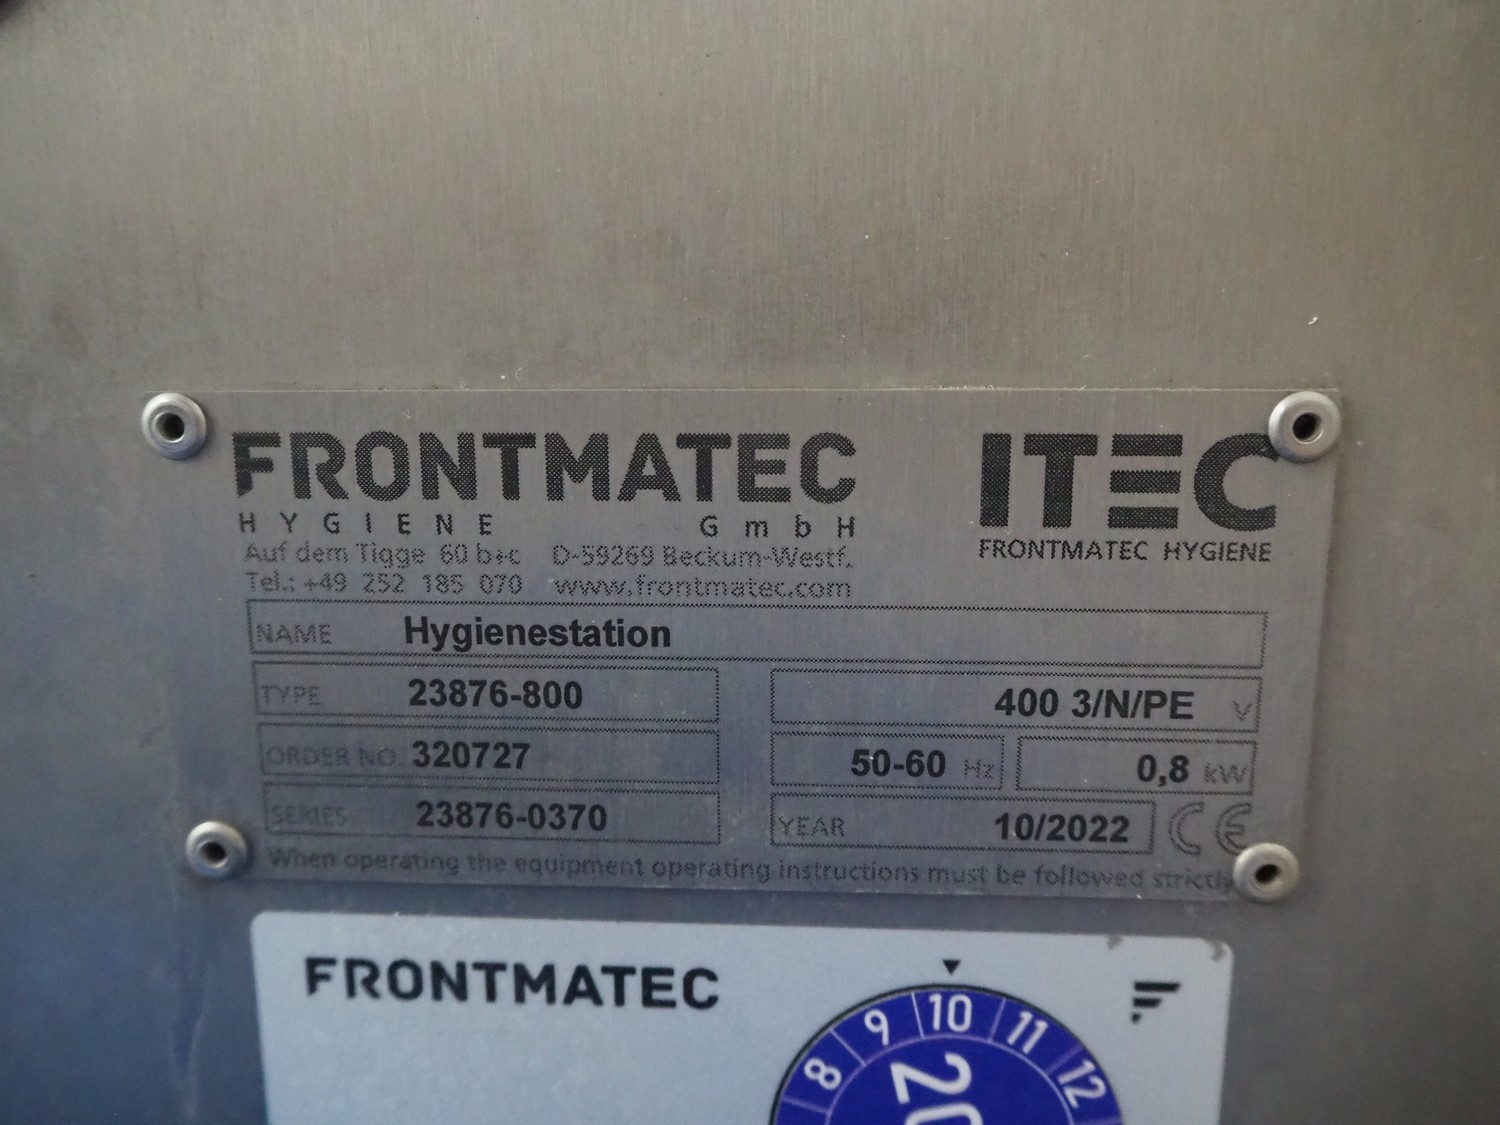 FRONTMATEC
HYGIENE GmbH
Auf dem Tigge 60 b+c D-59269 Beckum-Westf.
Tel.: +49 252 185 070 www.frontmatec.com
ITEC
FRONTMATEC HYGIENE
NAME Hygienestation
TYPE 23876-800
400 3/N/PE V
ORDER NO. 320727
50-60 Hz
0,8 kW
SERIES 23876-0370
YEAR 10/2022 CE
When operating the equipment operating instructions must be followed strictly
FRONTMATEC
8 9 10 11 12
20